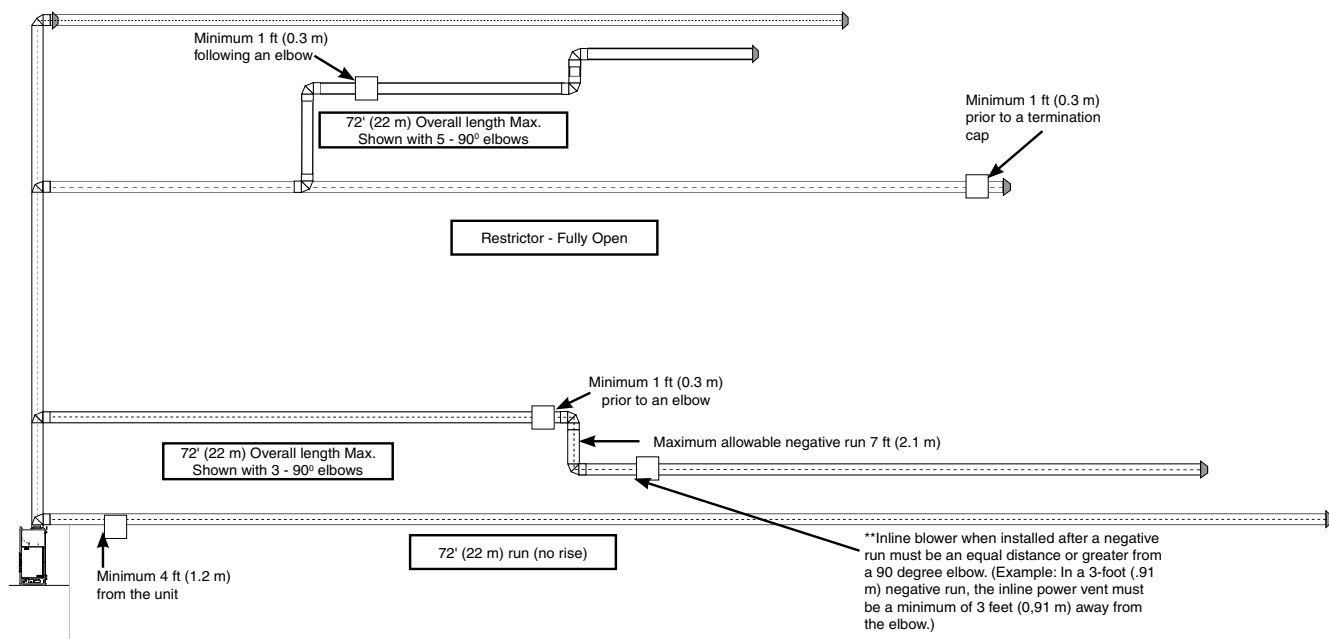 Minimum 1 ft (0.3 m)
following an elbow
72' (22 m) Overall length Max.
Shown with 5 - 90⁰ elbows
Minimum 1 ft (0.3 m)
prior to a termination
cap
Restrictor - Fully Open
Minimum 1 ft (0.3 m)
prior to an elbow
Maximum allowable negative run 7 ft (2.1 m)
72' (22 m) Overall length Max.
Shown with 3 - 90⁰ elbows
72' (22 m) run (no rise)
Minimum 4 ft (1.2 m)
from the unit
**Inline blower when installed after a negative
run must be an equal distance or greater from
a 90 degree elbow. (Example: In a 3-foot (.91
m) negative run, the inline power vent must
be a minimum of 3 feet (0,91 m) away from
the elbow.)